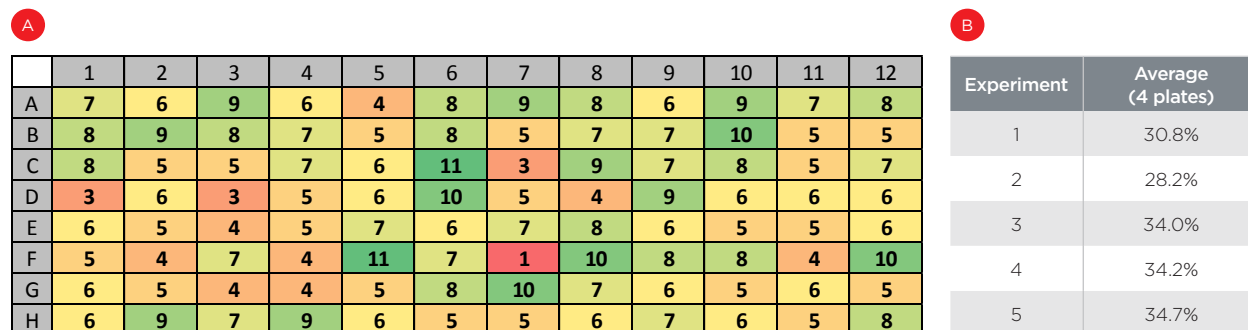 A
1 2 3 4 5 6 7 8 9 10 11 12
A 7 6 9 6 4 8 9 8 6 9 7 8
B 8 9 8 7 5 8 5 7 7 10 5 5
C 8 5 5 7 6 11 3 9 7 8 5 7
D 3 6 3 5 6 10 5 4 9 6 6 6
E 6 5 4 5 7 6 7 8 6 5 5 6
F 5 4 7 4 11 7 1 10 8 8 4 10
G 6 5 4 4 5 8 10 7 6 5 6 5
H 6 9 7 9 6 5 5 6 7 6 5 8
B
Experiment Average
(4 plates)
1 30.8%
2 28.2%
3 34.0%
4 34.2%
5 34.7%